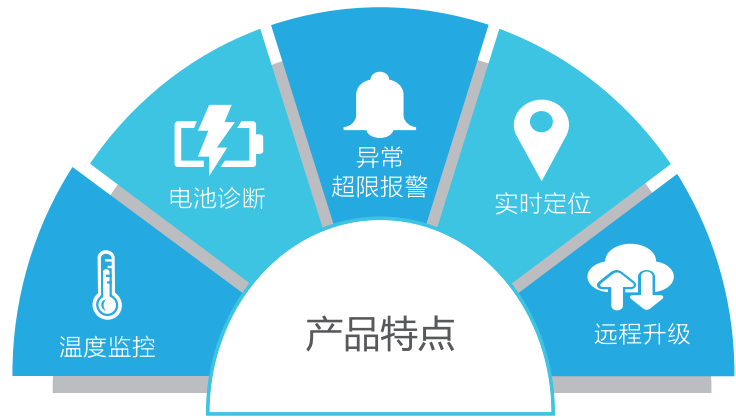 温度监控
电池诊断
异常
超限报警
实时定位
远程升级
产品特点